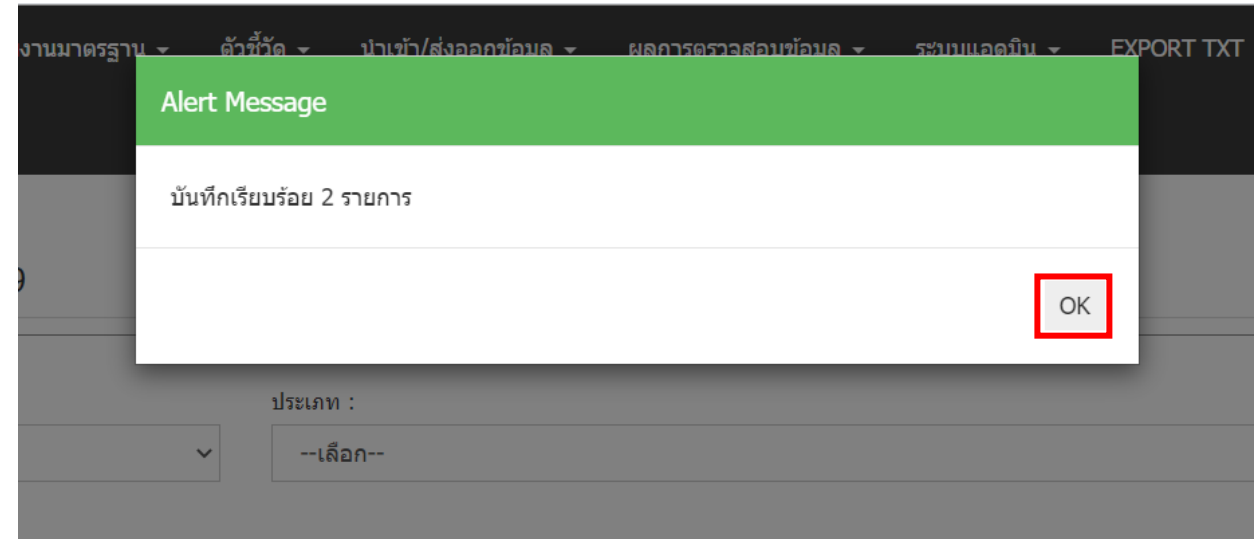 งานมาตรฐาน ตัวชี้วัด นำเข้า/ส่งออกข้อมูล ผลการตรวจสอบข้อมูล ระบบแอดมิน EXPORT TXT
Alert Message
บันทึกเรียบร้อย 2 รายการ
9
OK
ประเภท :
--เลือก--